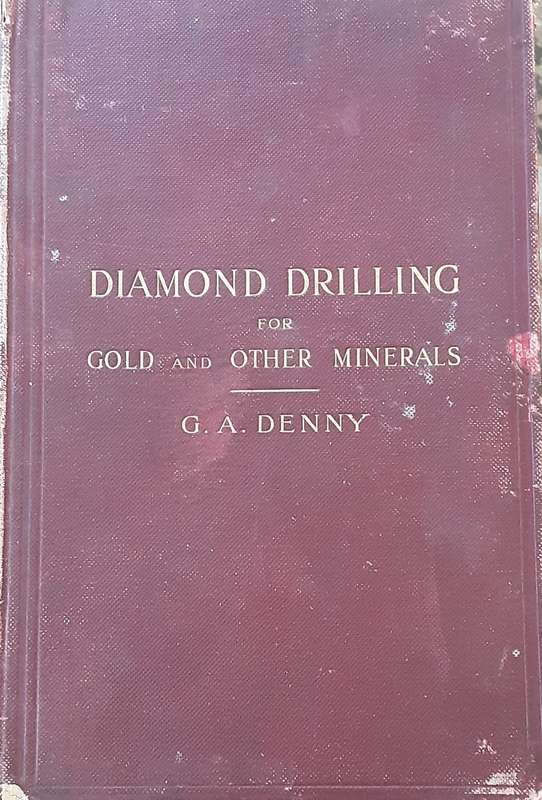 DIAMOND DRILLING
FOR
GOLD AND OTHER MINERALS
G. A. DENNY